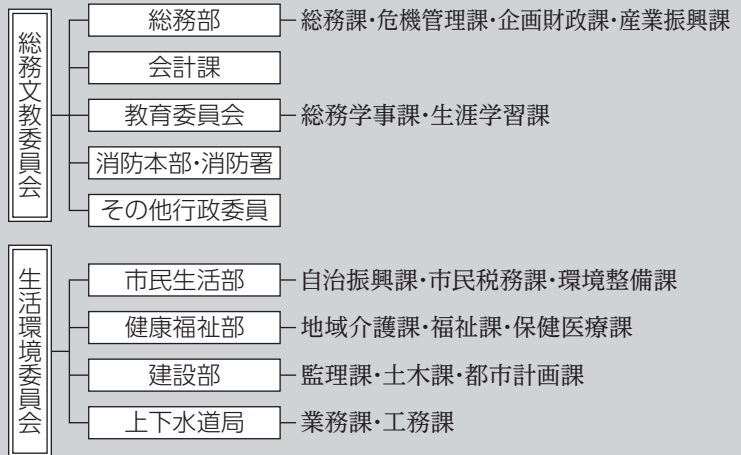 総務文教委員会
総務部
総務課・危機管理課・企画財政課・産業振興課
会計課
教育委員会
総務学事課・生涯学習課
消防本部・消防署
その他行政委員
生活環境委員会
市民生活部
自治振興課・市民税務課・環境整備課
健康福祉部
地域介護課・福祉課・保健医療課
建設部
監理課・土木課・都市計画課
上下水道局
業務課・工務課